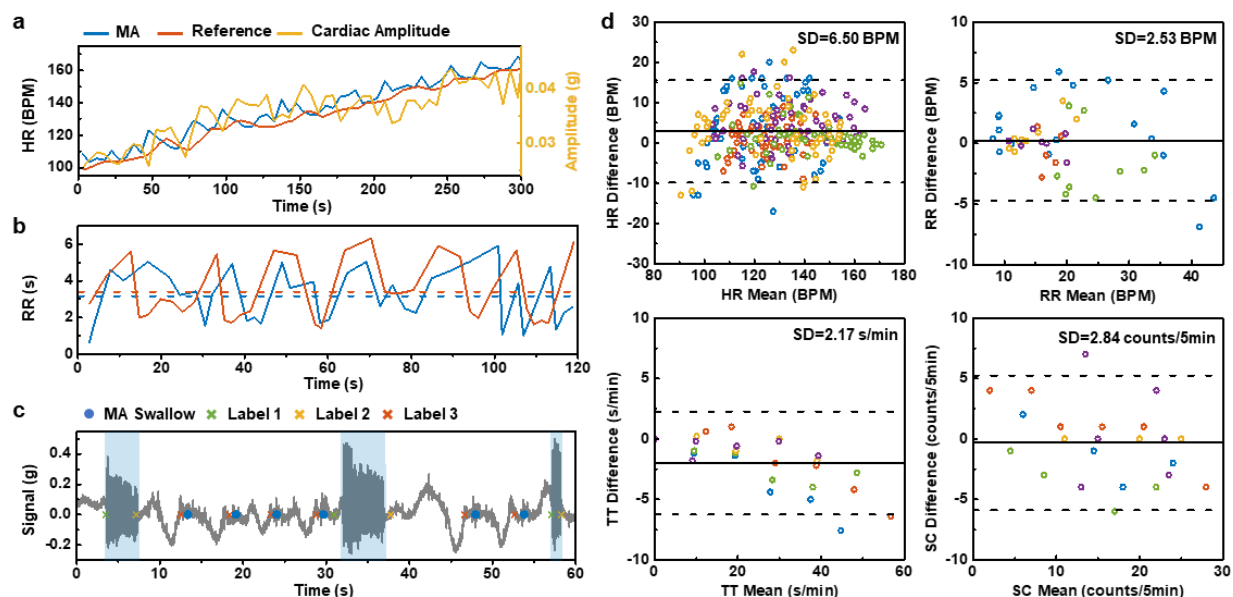 a
MA Reference Cardiac Amplitude
HR (BPM)
160
140
120
100
0.04
0.03
Amplitude (g)
0 50 100 150 200 250 300
Time (s)
b
RR (s)
6
4
2
0
0 20 40 60 80 100 120
Time (s)
c
MA Swallow Label 1 Label 2 Label 3
Signal (g)
0.4
0.2
0.0
-0.2
0 10 20 30 40 50 60
Time (s)
d
SD=6.50 BPM
HR Difference (BPM)
30
20
10
0
-10
-20
-30
80 100 120 140 160 180
HR Mean (BPM)
SD=2.53 BPM
RR Difference (BPM)
10
5
0
-5
-10
10 20 30 40
RR Mean (BPM)
SD=2.17 s/min
TT Difference (s/min)
10
5
0
-5
-10
0 20 40 60
TT Mean (s/min)
SD=2.84 counts/5min
SC Difference (counts/5min)
10
5
0
-5
-10
0 10 20 30
SC Mean (counts/5min)